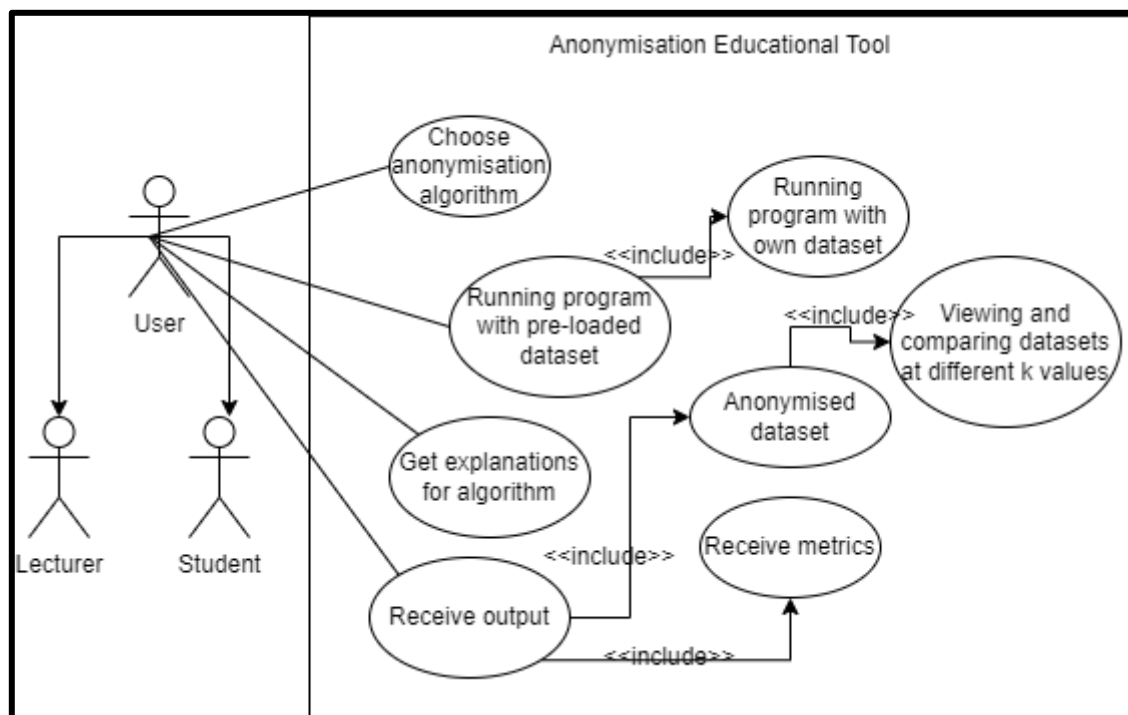 Anonymisation Educational Tool
Choose
anonymisation
algorithm
Running
program with
own dataset
<<include>>
Running program
with pre-loaded
dataset
<<include>>
Viewing and
comparing datasets
at different k values
User
Anonymised
dataset
Get explanations
for algorithm
<<include>>
Receive metrics
Lecturer
Student
Receive output
<<include>>